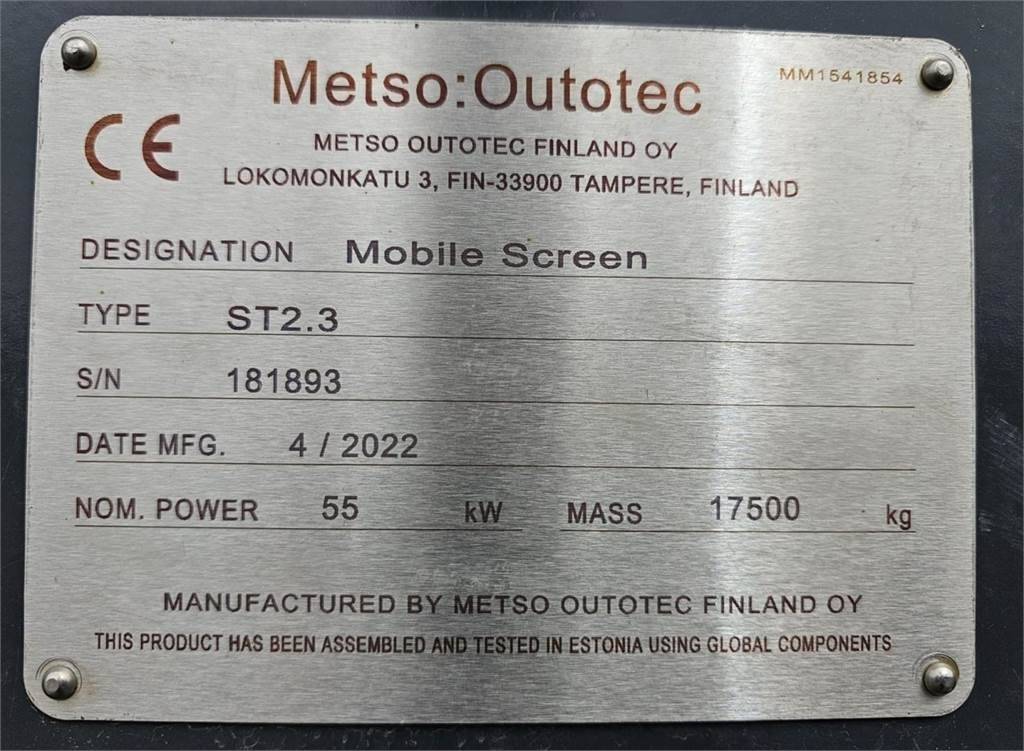 Metso:Outotec
MM1541854
CE
METSO OUTOTEC FINLAND OY
LOKOMONKATU 3, FIN-33900 TAMPERE, FINLAND
DESIGNATION Mobile Screen
TYPE ST2.3
S/N 181893
DATE MFG. 4 / 2022
NOM. POWER 55 kW MASS 17500 kg
MANUFACTURED BY METSO OUTOTEC FINLAND OY
THIS PRODUCT HAS BEEN ASSEMBLED AND TESTED IN ESTONIA USING GLOBAL COMPONENTS